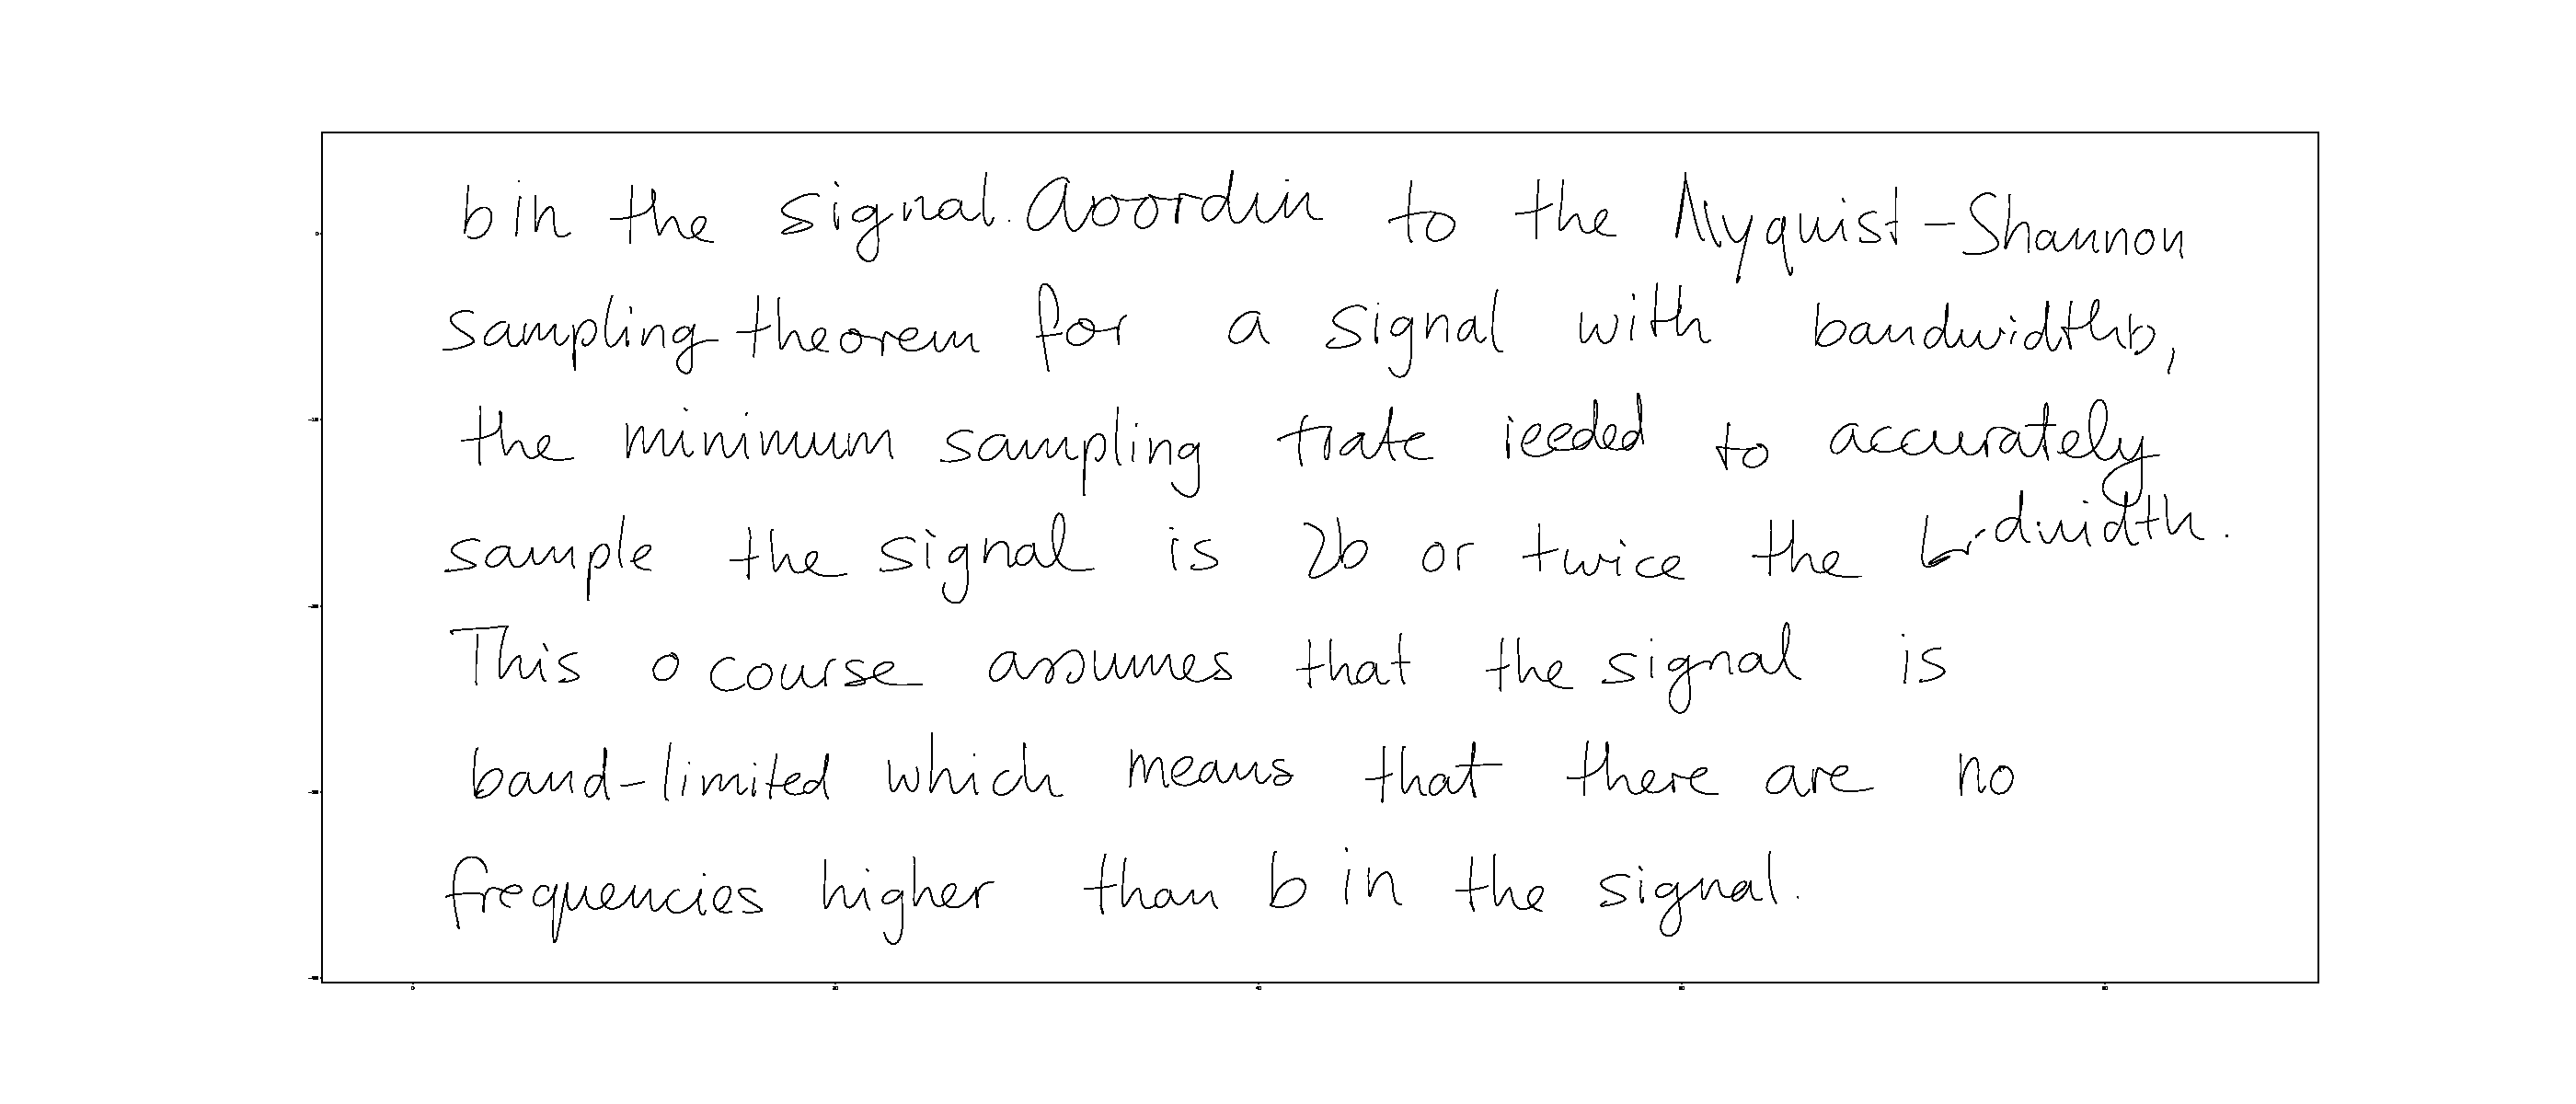 bin the signal. Acordin to the Nyquist-Shannon
sampling theorem for a signal with bandwidthb,
the minimum sampling trate ieeded to accurately
sample the signal is 2b or twice the
This o course assumes that the signal is
band-limited which means that there are no
frequencies higher than b in the signal.